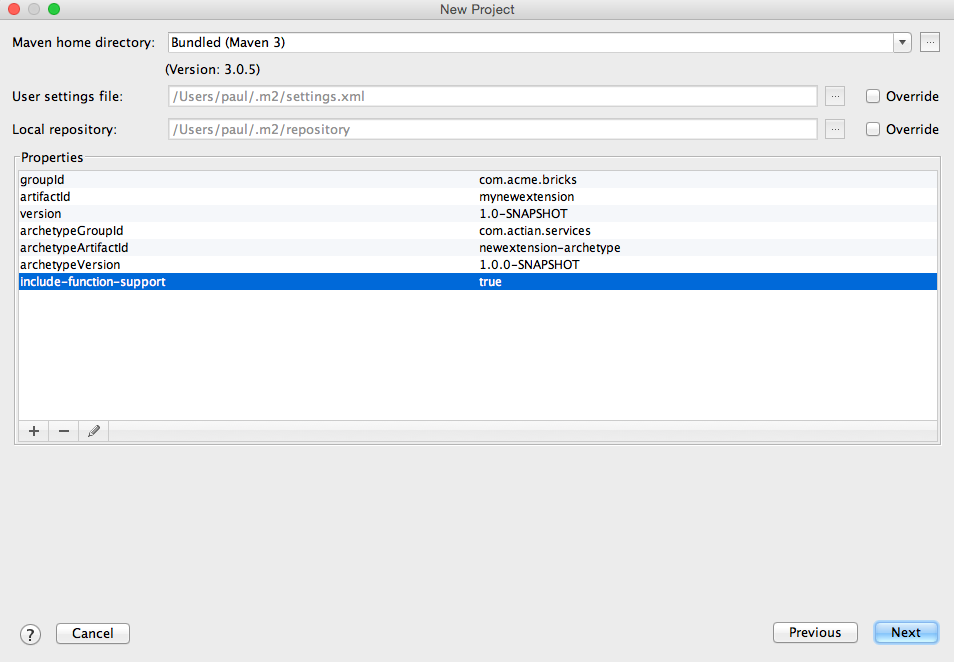 New Project
Maven home directory: Bundled (Maven 3) ...
(Version: 3.0.5)
User settings file: /Users/paul/.m2/settings.xml ... Override
Local repository: /Users/paul/.m2/repository ... Override
Properties
groupId com.acme.bricks
artifactId mynewextension
version 1.0-SNAPSHOT
archetypeGroupId com.actian.services
archetypeArtifactId newextension-archetype
archetypeVersion 1.0.0-SNAPSHOT
include-function-support true
? Cancel Previous Next